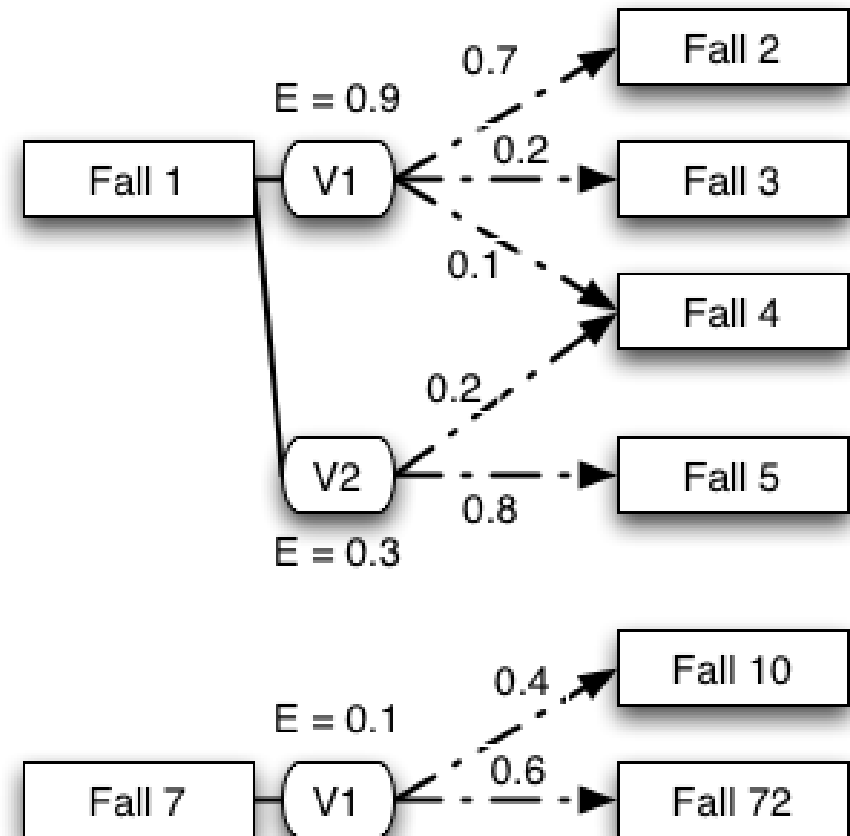 Fall 2
0.7
E = 0.9
0.2
Fall 1
V1
Fall 3
0.1
Fall 4
0.2
V2
Fall 5
0.8
E = 0.3
Fall 10
0.4
E = 0.1
0.6
Fall 7
V1
Fall 72